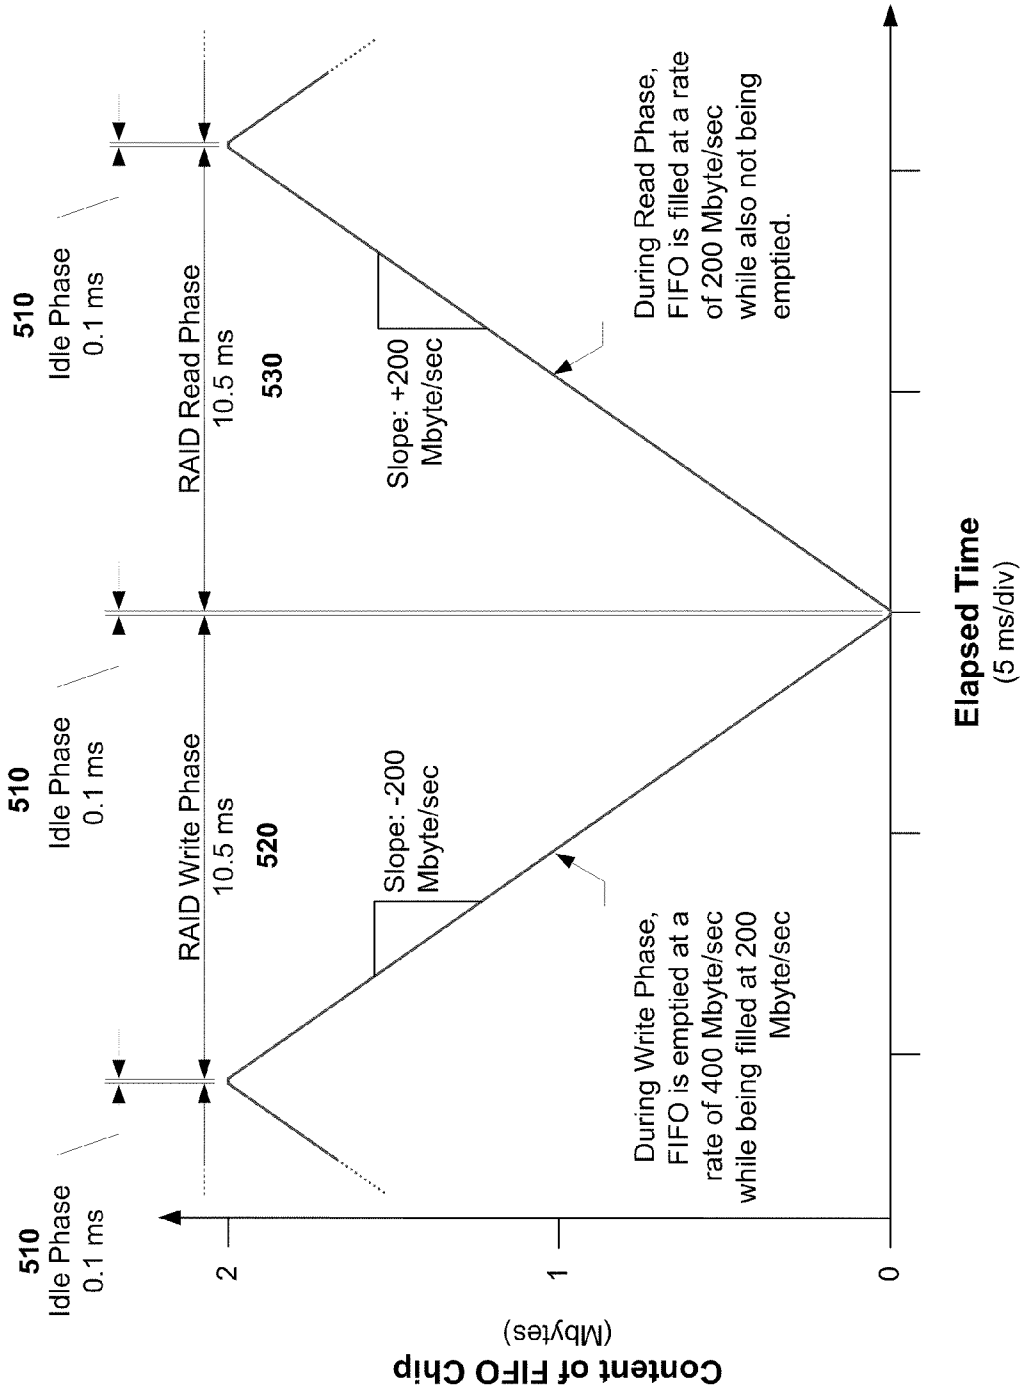 510
Idle Phase
0.1 ms
510
Idle Phase
0.1 ms
510
Idle Phase
0.1 ms
RAID Write Phase
10.5 ms
520
RAID Read Phase
10.5 ms
530
Slope: -200
Mbyte/sec
Slope: +200
Mbyte/sec
During Write Phase,
FIFO is emptied at a
rate of 400 Mbyte/sec
while being filled at 200
Mbyte/sec
During Read Phase,
FIFO is filled at a rate
of 200 Mbyte/sec
while also not being
emptied.
Content of FIFO Chip
(Mbytes)
2
1
0
Elapsed Time
(5 ms/div)